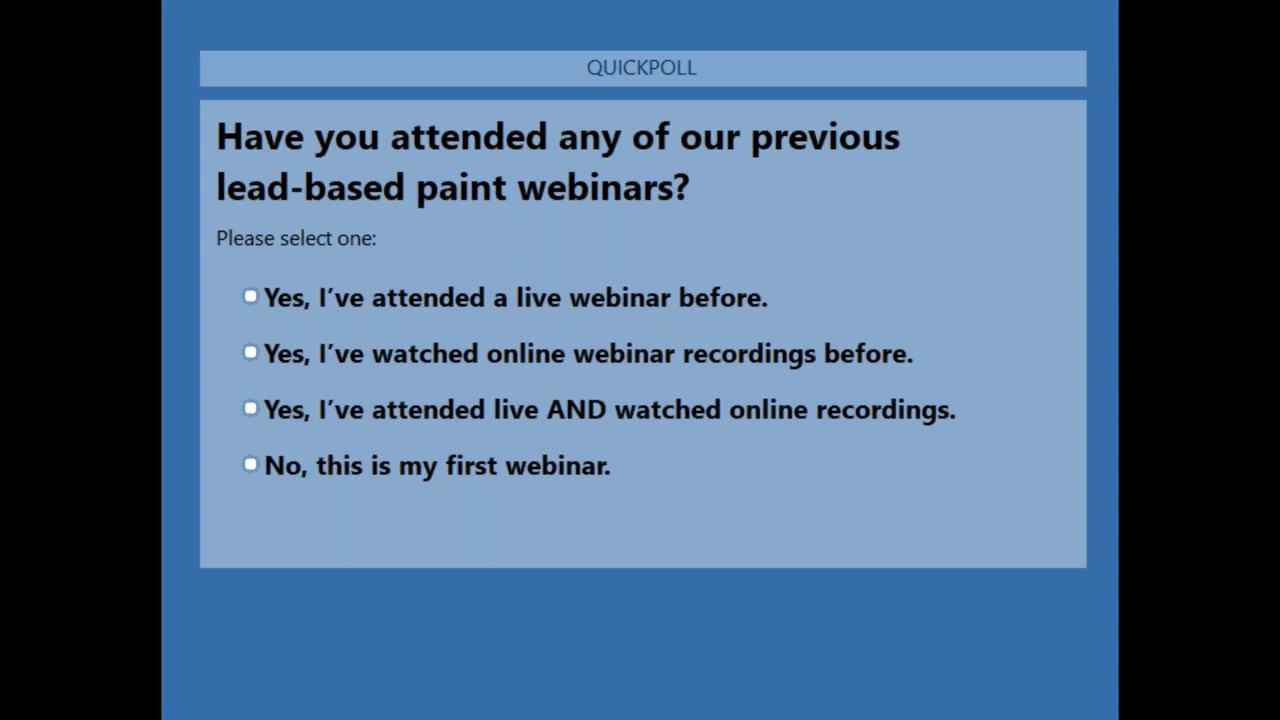 QUICKPOLL
Have you attended any of our previous
lead-based paint webinars?
Please select one:
Yes, I’ve attended a live webinar before.
Yes, I’ve watched online webinar recordings before.
Yes, I’ve attended live AND watched online recordings.
No, this is my first webinar.